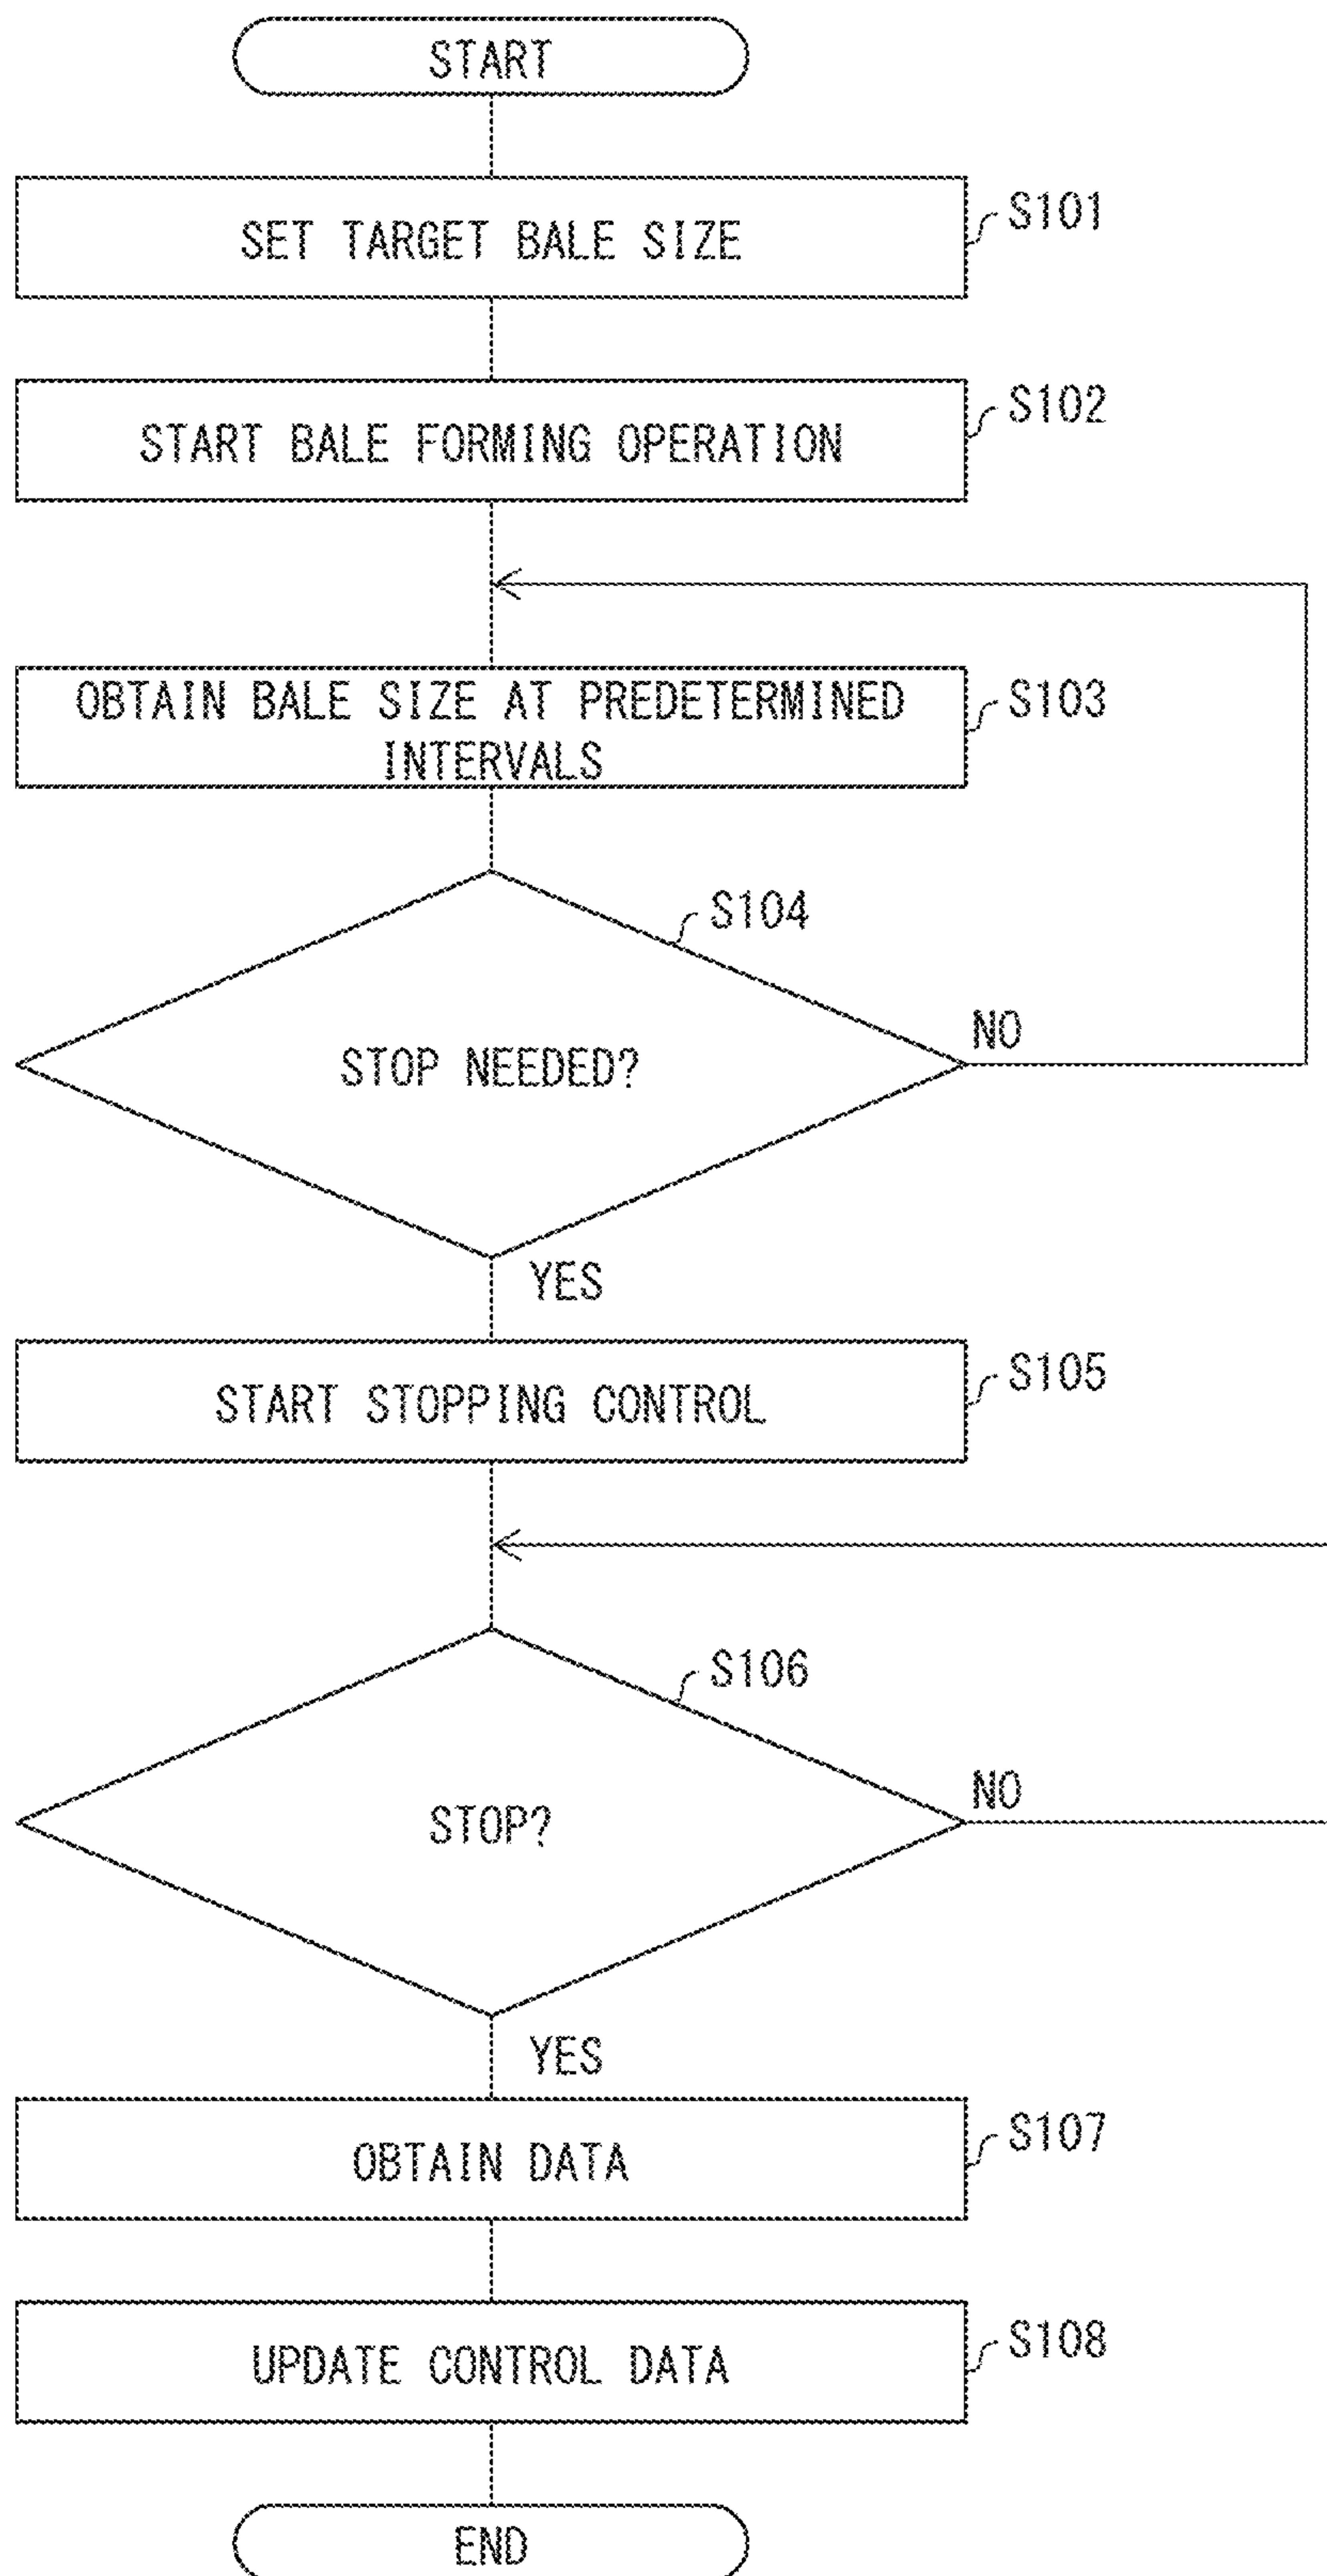 START
SET TARGET BALE SIZE
S101
START BALE FORMING OPERATION
S102
OBTAIN BALE SIZE AT PREDETERMINED
INTERVALS
S103
S104
STOP NEEDED?
NO
YES
START STOPPING CONTROL
S105
S106
STOP?
NO
YES
OBTAIN DATA
S107
UPDATE CONTROL DATA
S108
END